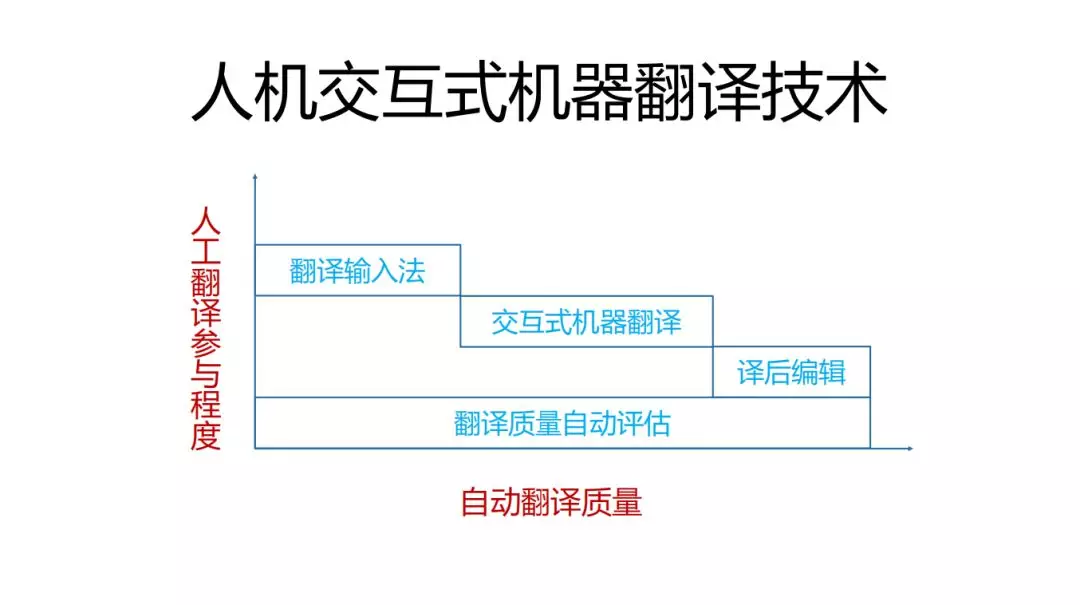 人机交互式机器翻译技术
人工翻译参与程度
翻译输入法
交互式机器翻译
译后编辑
翻译质量自动评估
自动翻译质量